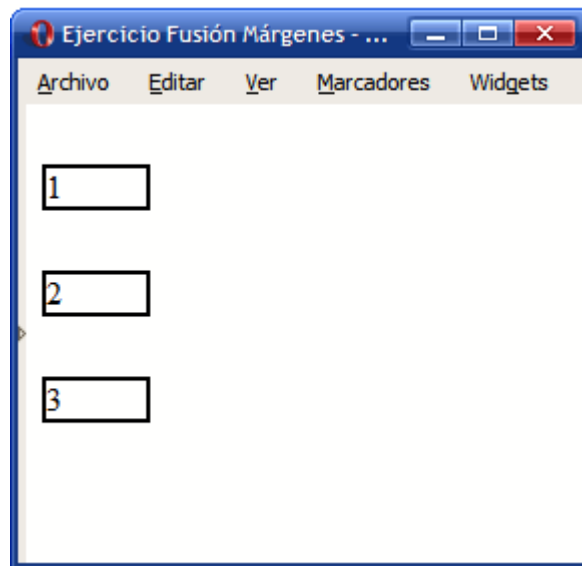 Ejercicio Fusión Márgenes - ...
Archivo Editar Ver Marcadores Widgets
1
2
3